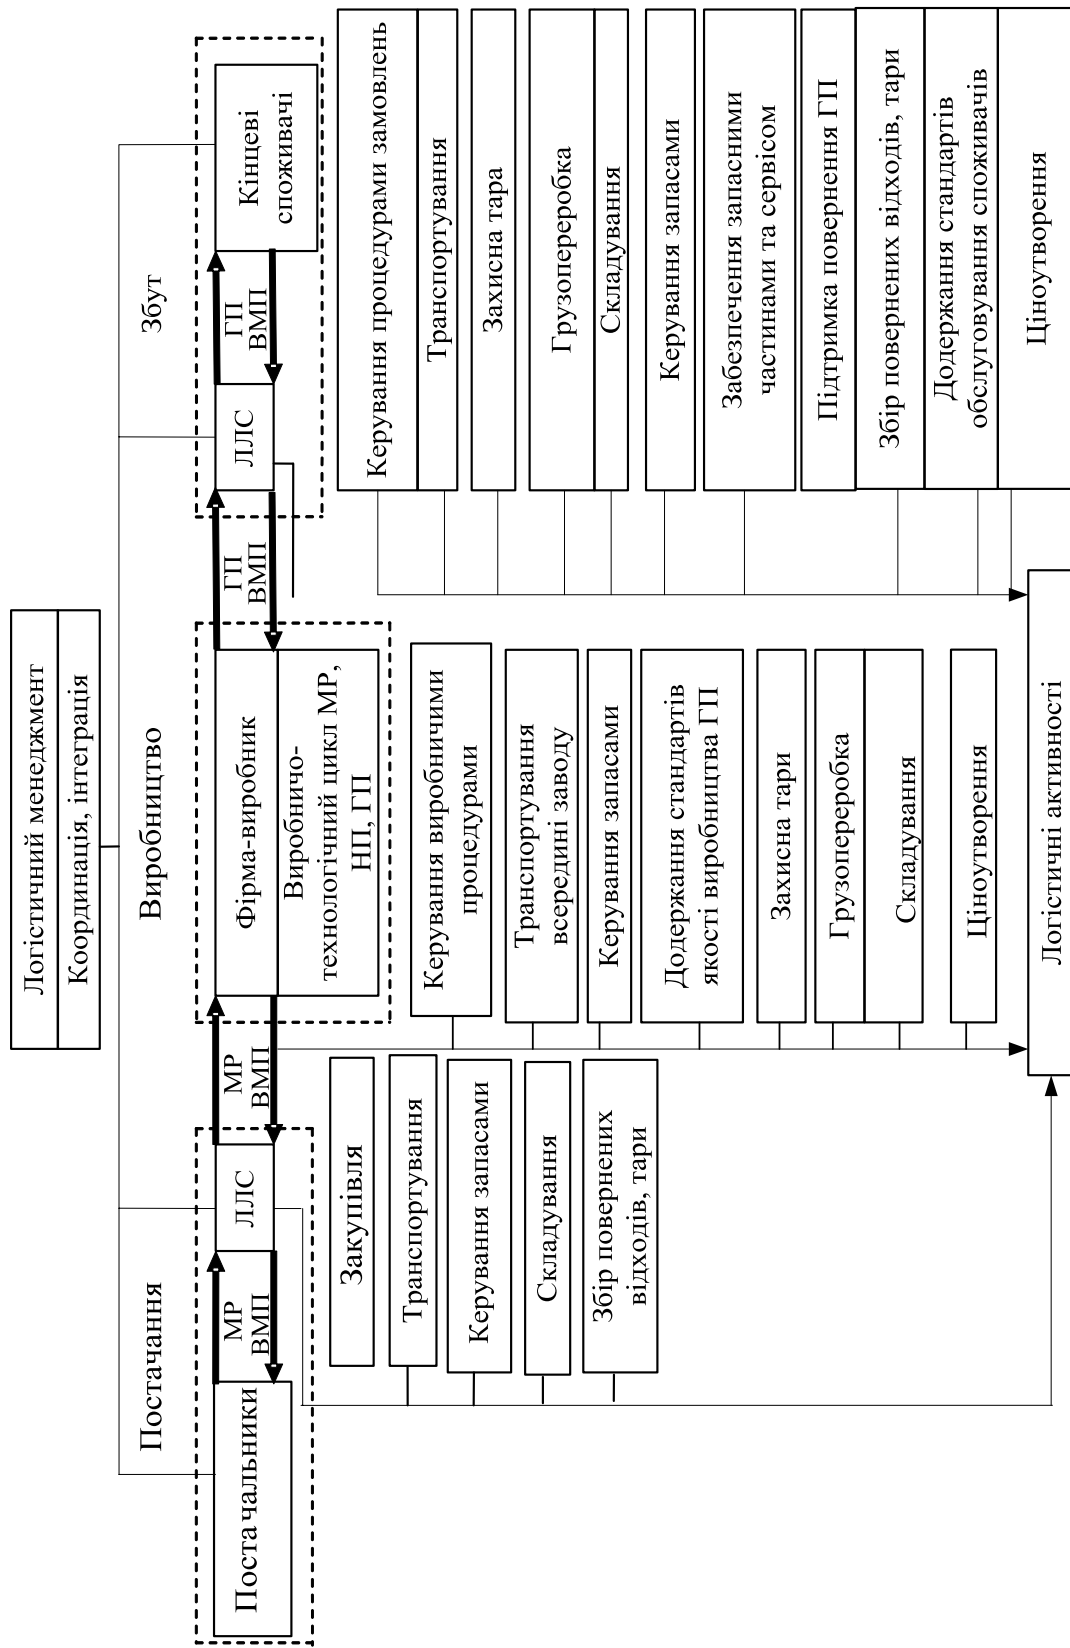 Логістичний менеджмент
Координація, інтеграція
Постачання
Виробництво
Збут
Постачальники
МР
ВМП
ЛЛС
МР
ВМП
Фірма-виробник
Виробничо-
технологічний цикл МР,
НП, ГП
ГП
ВМП
ЛЛС
ГП
ВМП
Кінцеві
споживачі
Закупівля
Транспортування
Керування запасами
Складування
Збір повернених
відходів, тари
Керування виробничими
процедурами
Транспортування
всередині заводу
Керування запасами
Додержання стандартів
якості виробництва ГП
Захисна тари
Грузопереробка
Складування
Ціноутворення
Керування процедурами замовлень
Транспортування
Захисна тара
Грузопереробка
Складування
Керування запасами
Забезпечення запасними
частинами та сервісом
Підтримка повернення ГП
Збір повернених відходів, тари
Додержання стандартів
обслуговування споживачів
Ціноутворення
Логістичні активності